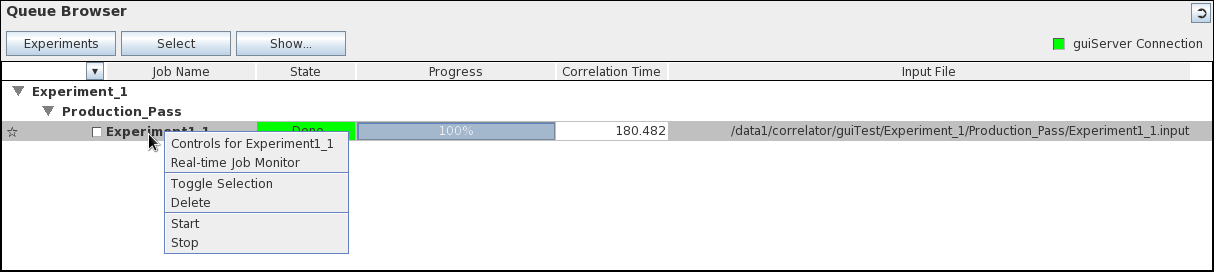 Queue Browser
Experiments Select Show... guiServer Connection
Job Name State Progress Correlation Time Input File
Experiment_1
Production_Pass
Experiment1_1 Done 100% 180.482 /data1/correlator/guiTest/Experiment_1/Production_Pass/Experiment1_1.input
Controls for Experiment1_1
Real-time Job Monitor
Toggle Selection
Delete
Start
Stop